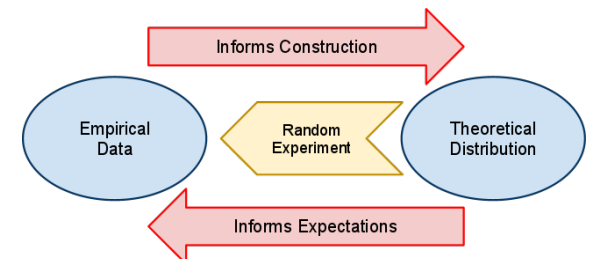 Informs Construction
Empirical
Data
Random
Experiment
Theoretical
Distribution
Informs Expectations